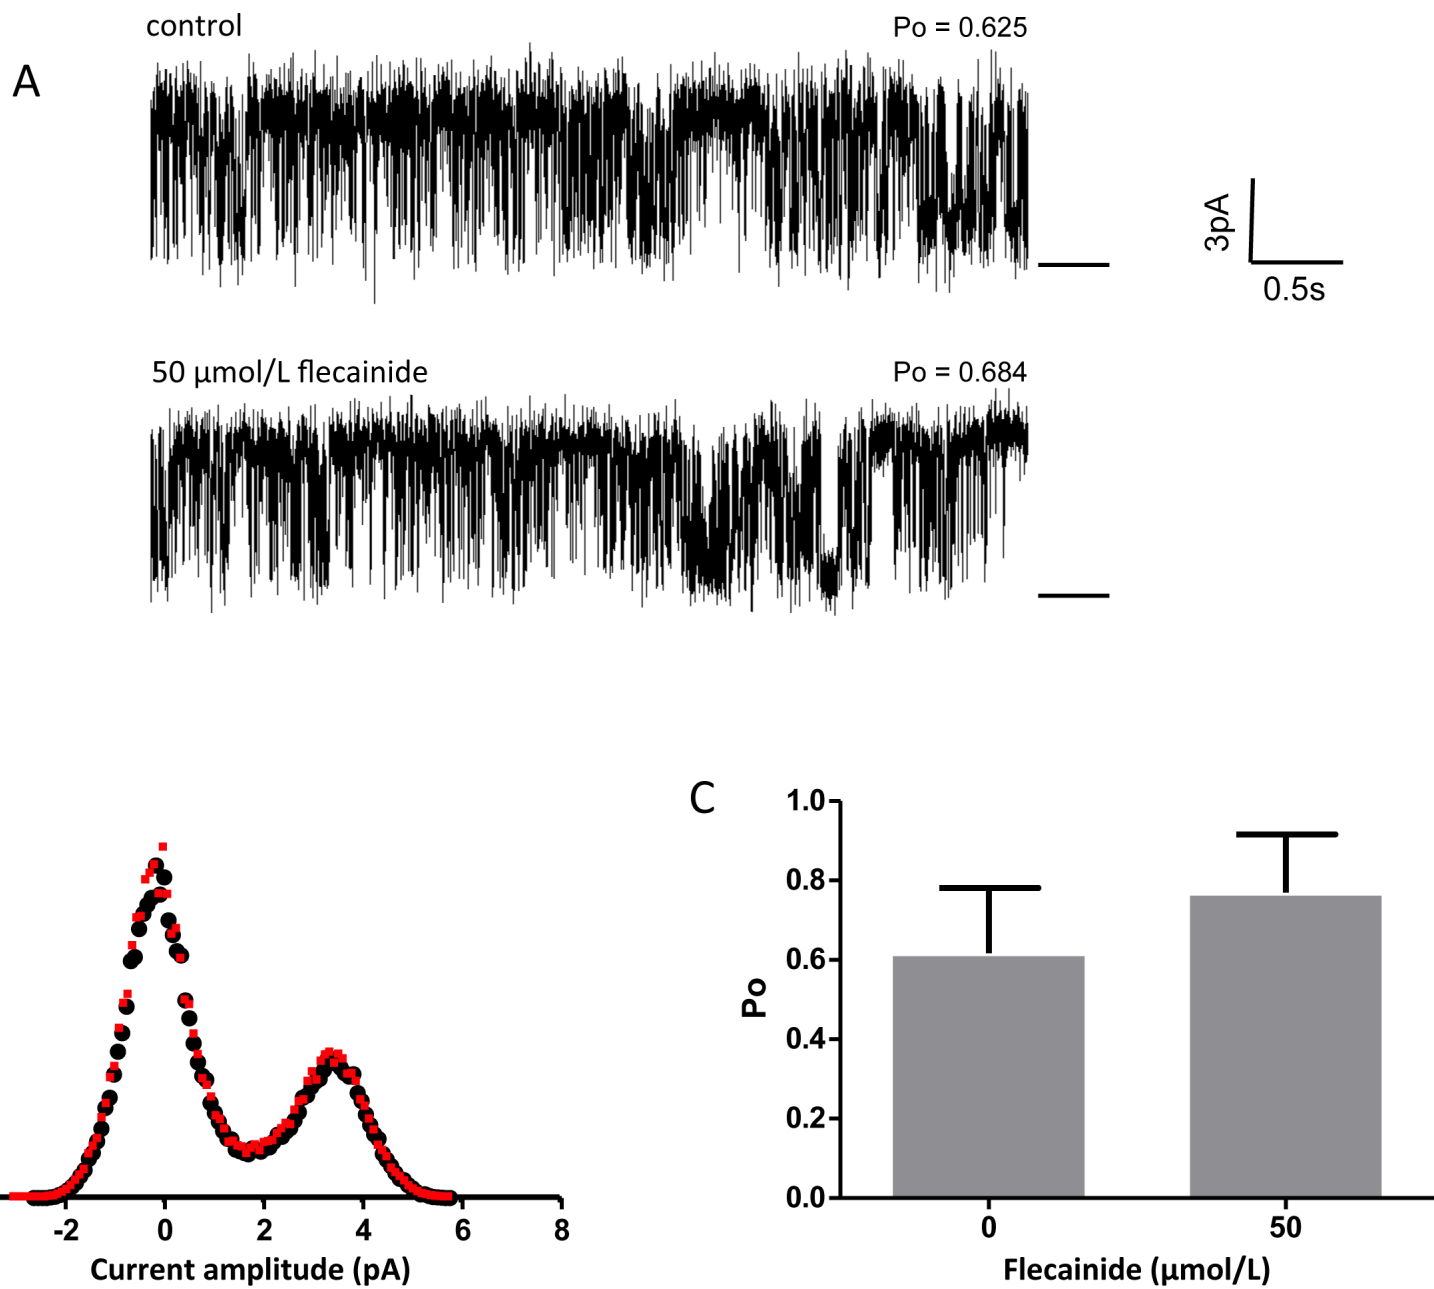 control
Po = 0.625
A
3pA
0.5s
50 µmol/L flecainide
Po = 0.684
C
1.0
0.8
0.6
0.4
0.2
0.0
Po
0 50
Flecainide (µmol/L)
-2 0 2 4 6 8
Current amplitude (pA)